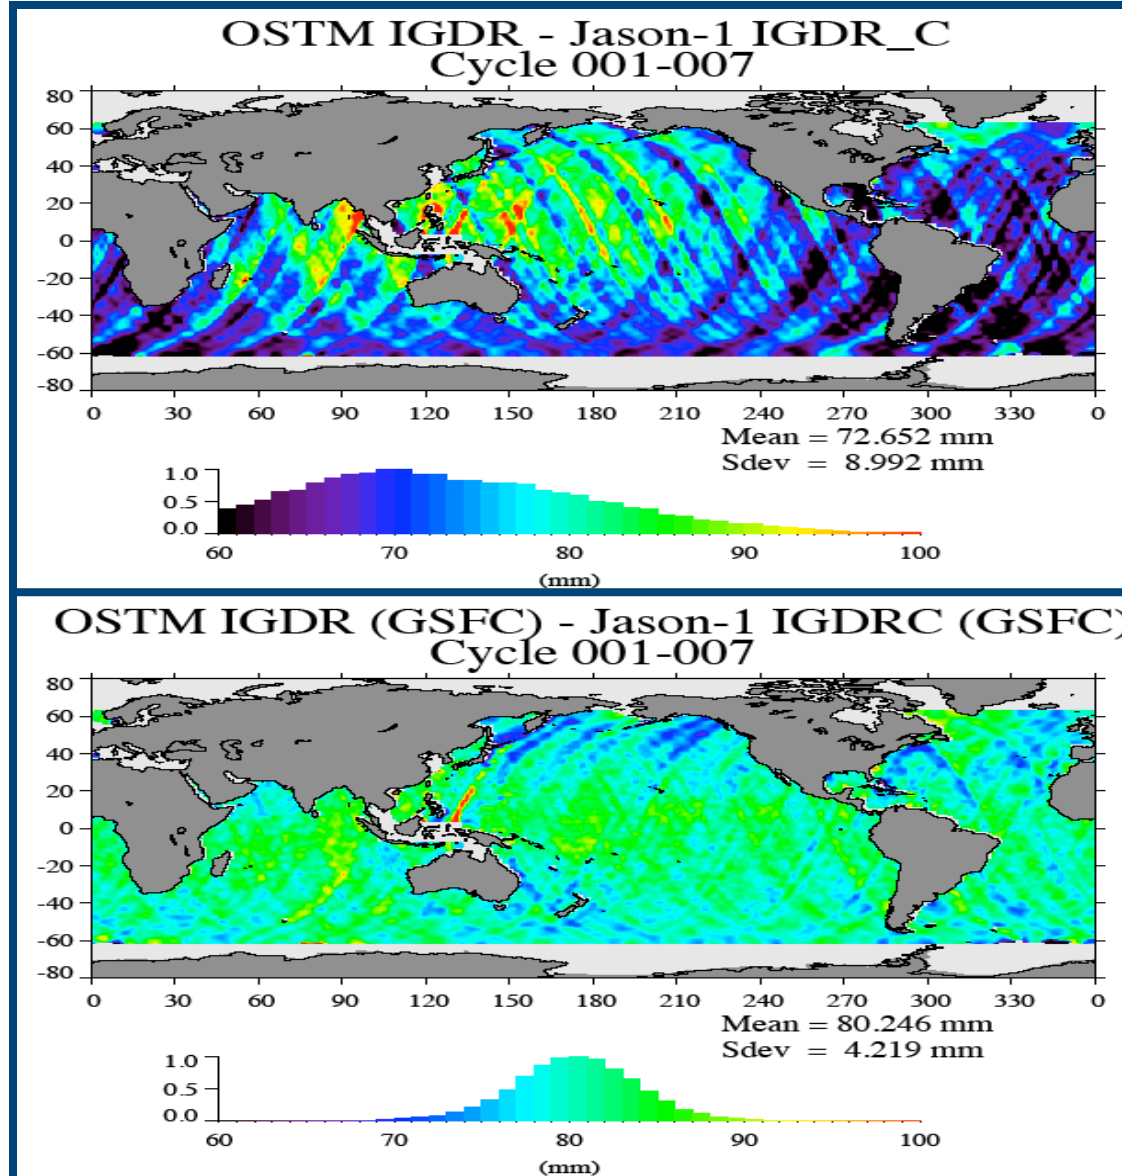 OSTM IGDR - Jason-1 IGDR_C
Cycle 001-007
80
60
40
20
0
-20
-40
-60
-80
0 30 60 90 120 150 180 210 240 270 300 330 0
Mean = 72.652 mm
Sdev = 8.992 mm
1.0
0.5
0.0
60 70 80 90 100
(mm)
OSTM IGDR (GSFC) - Jason-1 IGDRC (GSFC)
Cycle 001-007
80
60
40
20
0
-20
-40
-60
-80
0 30 60 90 120 150 180 210 240 270 300 330 0
Mean = 80.246 mm
Sdev = 4.219 mm
1.0
0.5
0.0
60 70 80 90 100
(mm)